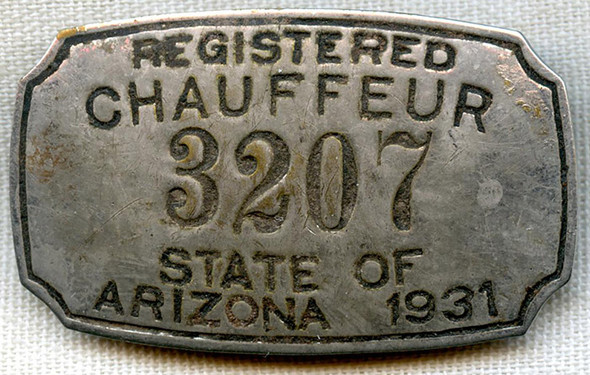 REGISTERED
CHAUFFEUR
3207
STATE OF
ARIZONA 1931